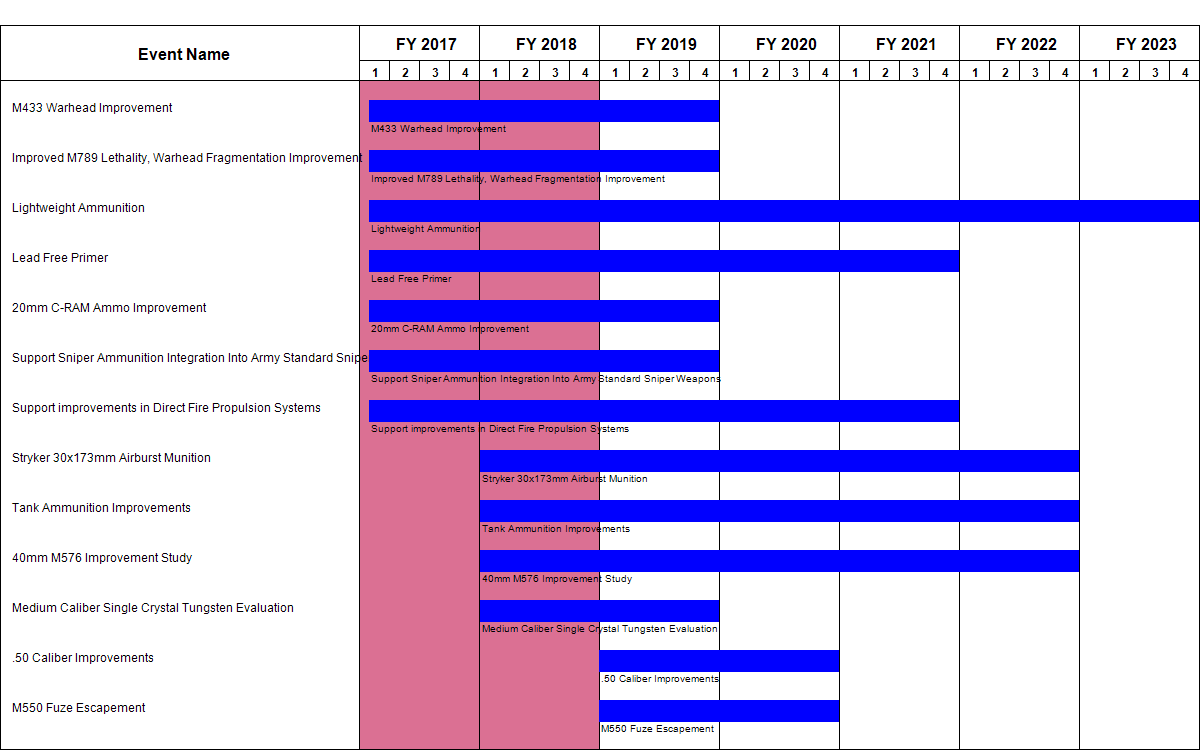 Event Name FY 2017 FY 2018 FY 2019 FY 2020 FY 2021 FY 2022 FY 2023
1 2 3 4 1 2 3 4 1 2 3 4 1 2 3 4 1 2 3 4 1 2 3 4 1 2 3 4
M433 Warhead Improvement
M433 Warhead Improvement
Improved M789 Lethality, Warhead Fragmentation Improvement
Improved M789 Lethality, Warhead Fragmentation Improvement
Lightweight Ammunition
Lightweight Ammunition
Lead Free Primer
Lead Free Primer
20mm C-RAM Ammo Improvement
20mm C-RAM Ammo Improvement
Support Sniper Ammunition Integration Into Army Standard Snipe
Support Sniper Ammunition Integration Into Army Standard Sniper Weapons
Support improvements in Direct Fire Propulsion Systems
Support improvements in Direct Fire Propulsion Systems
Stryker 30x173mm Airburst Munition
Stryker 30x173mm Airburst Munition
Tank Ammunition Improvements
Tank Ammunition Improvements
40mm M576 Improvement Study
40mm M576 Improvement Study
Medium Caliber Single Crystal Tungsten Evaluation
Medium Caliber Single Crystal Tungsten Evaluation
.50 Caliber Improvements
.50 Caliber Improvements
M550 Fuze Escapement
M550 Fuze Escapement